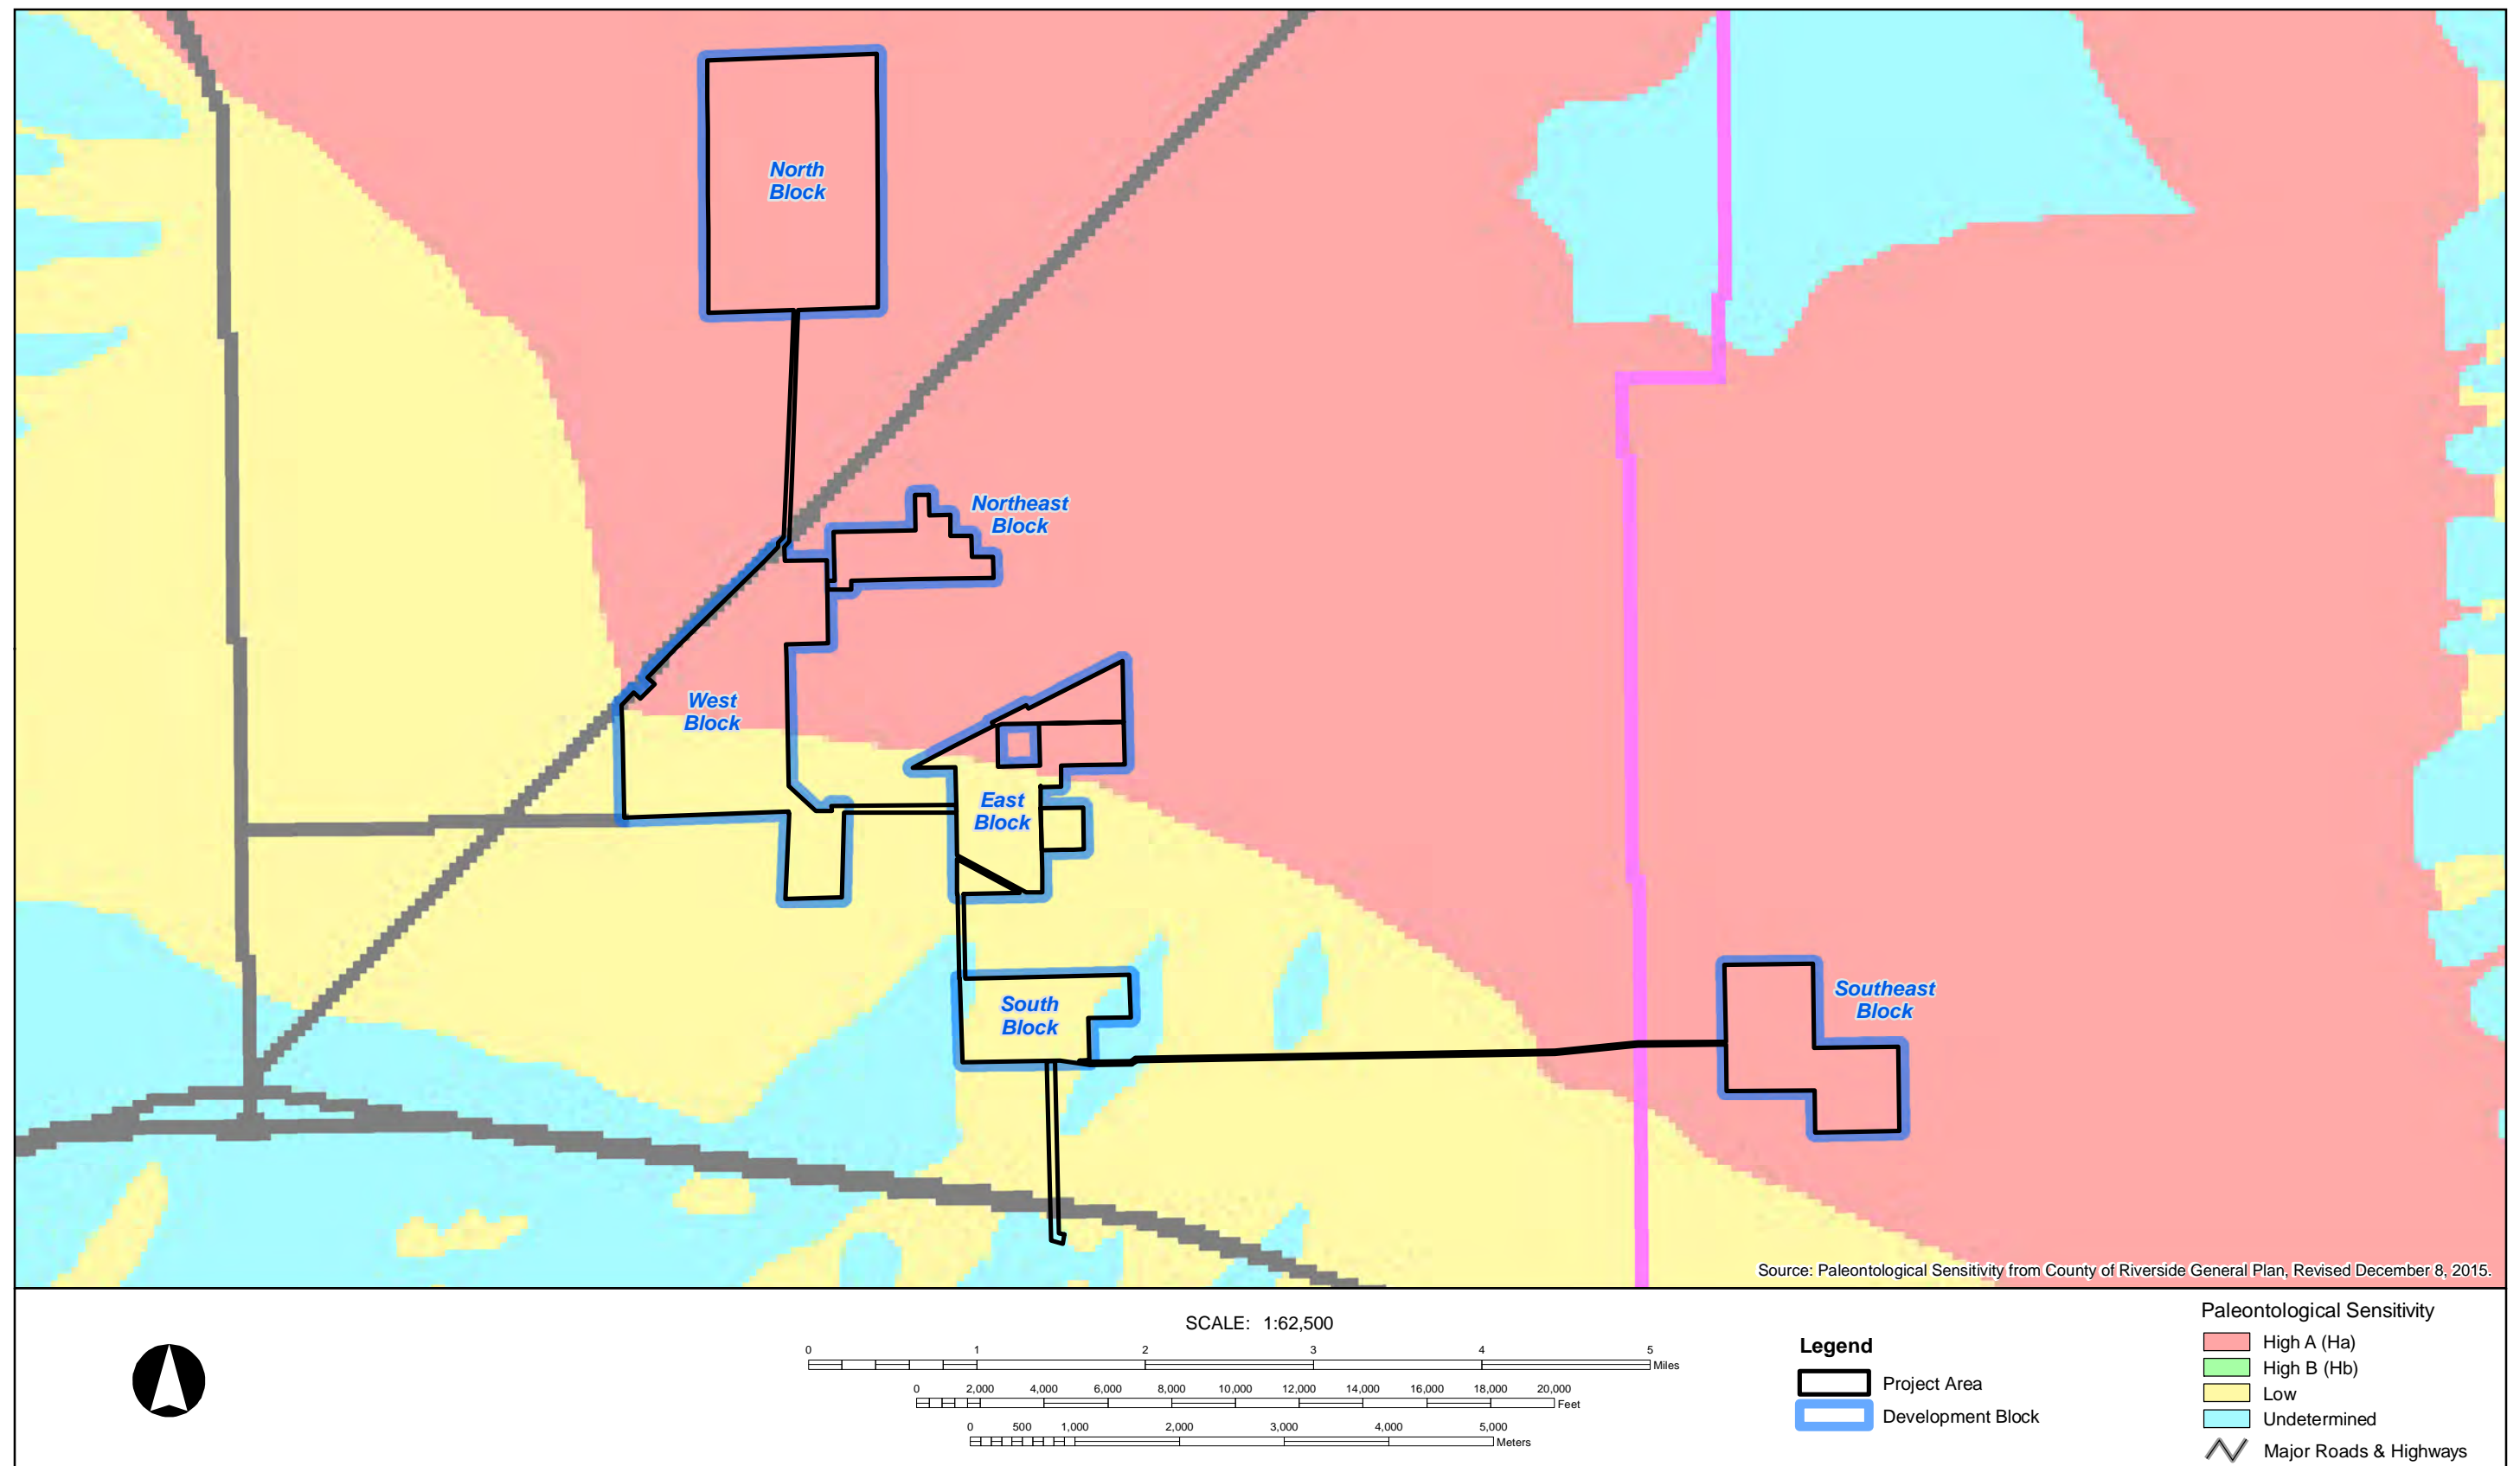 North
Block
Northeast
Block
West
Block
East
Block
South
Block
Southeast
Block
Source: Paleontological Sensitivity from County of Riverside General Plan, Revised December 8, 2015.
SCALE: 1:62,500
0 1 2 3 4 5
Miles
0 2,000 4,000 6,000 8,000 10,000 12,000 14,000 16,000 18,000 20,000
Feet
0 500 1,000 2,000 3,000 4,000 5,000
Meters
Legend
Project Area
Development Block
Paleontological Sensitivity
High A (Ha)
High B (Hb)
Low
Undetermined
Major Roads & Highways